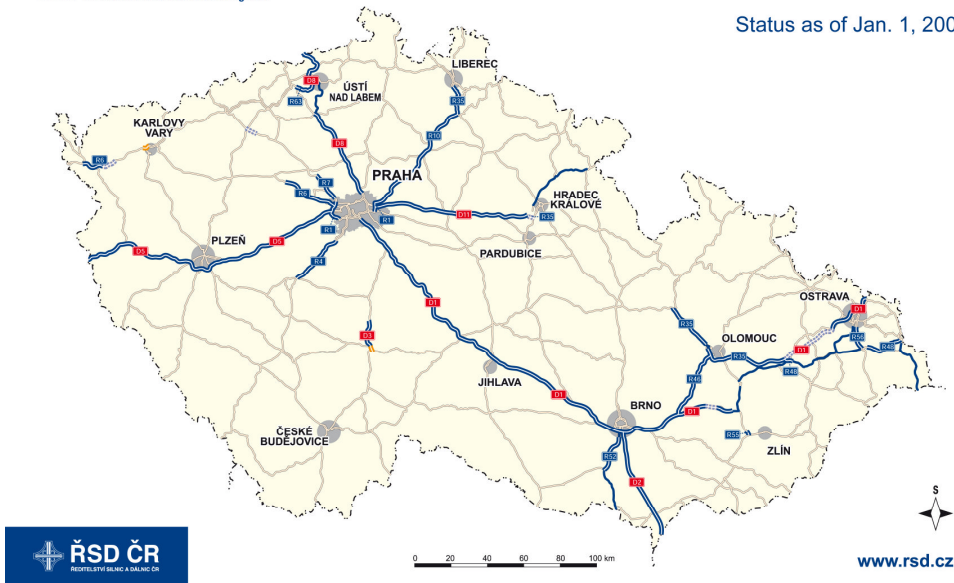 Status as of Jan. 1, 200
LIBEREC
D8
ÚSTÍ
NAD LABEM
R63
R35
KARLOVY
VARY
D8
R10
R6
R7
PRAHA
R6
HRADEC
KRÁLOVÉ
D11
R35
R1
R1
D5
D5
PLZEŇ
PARDUBICE
R4
OSTRAVA
D1
D1
R35
D3
OLOMOUC
R56
D1
R48
R35
R48
JIHLAVA
R46
D1
BRNO
D1
ČESKÉ
BUDĚJOVICE
R55
ZLÍN
R52
D2
S
ŘSD ČR
ŘEDITELSTVÍ SILNIC A DÁLNIC ČR
0 20 40 60 80 100 km
www.rsd.cz